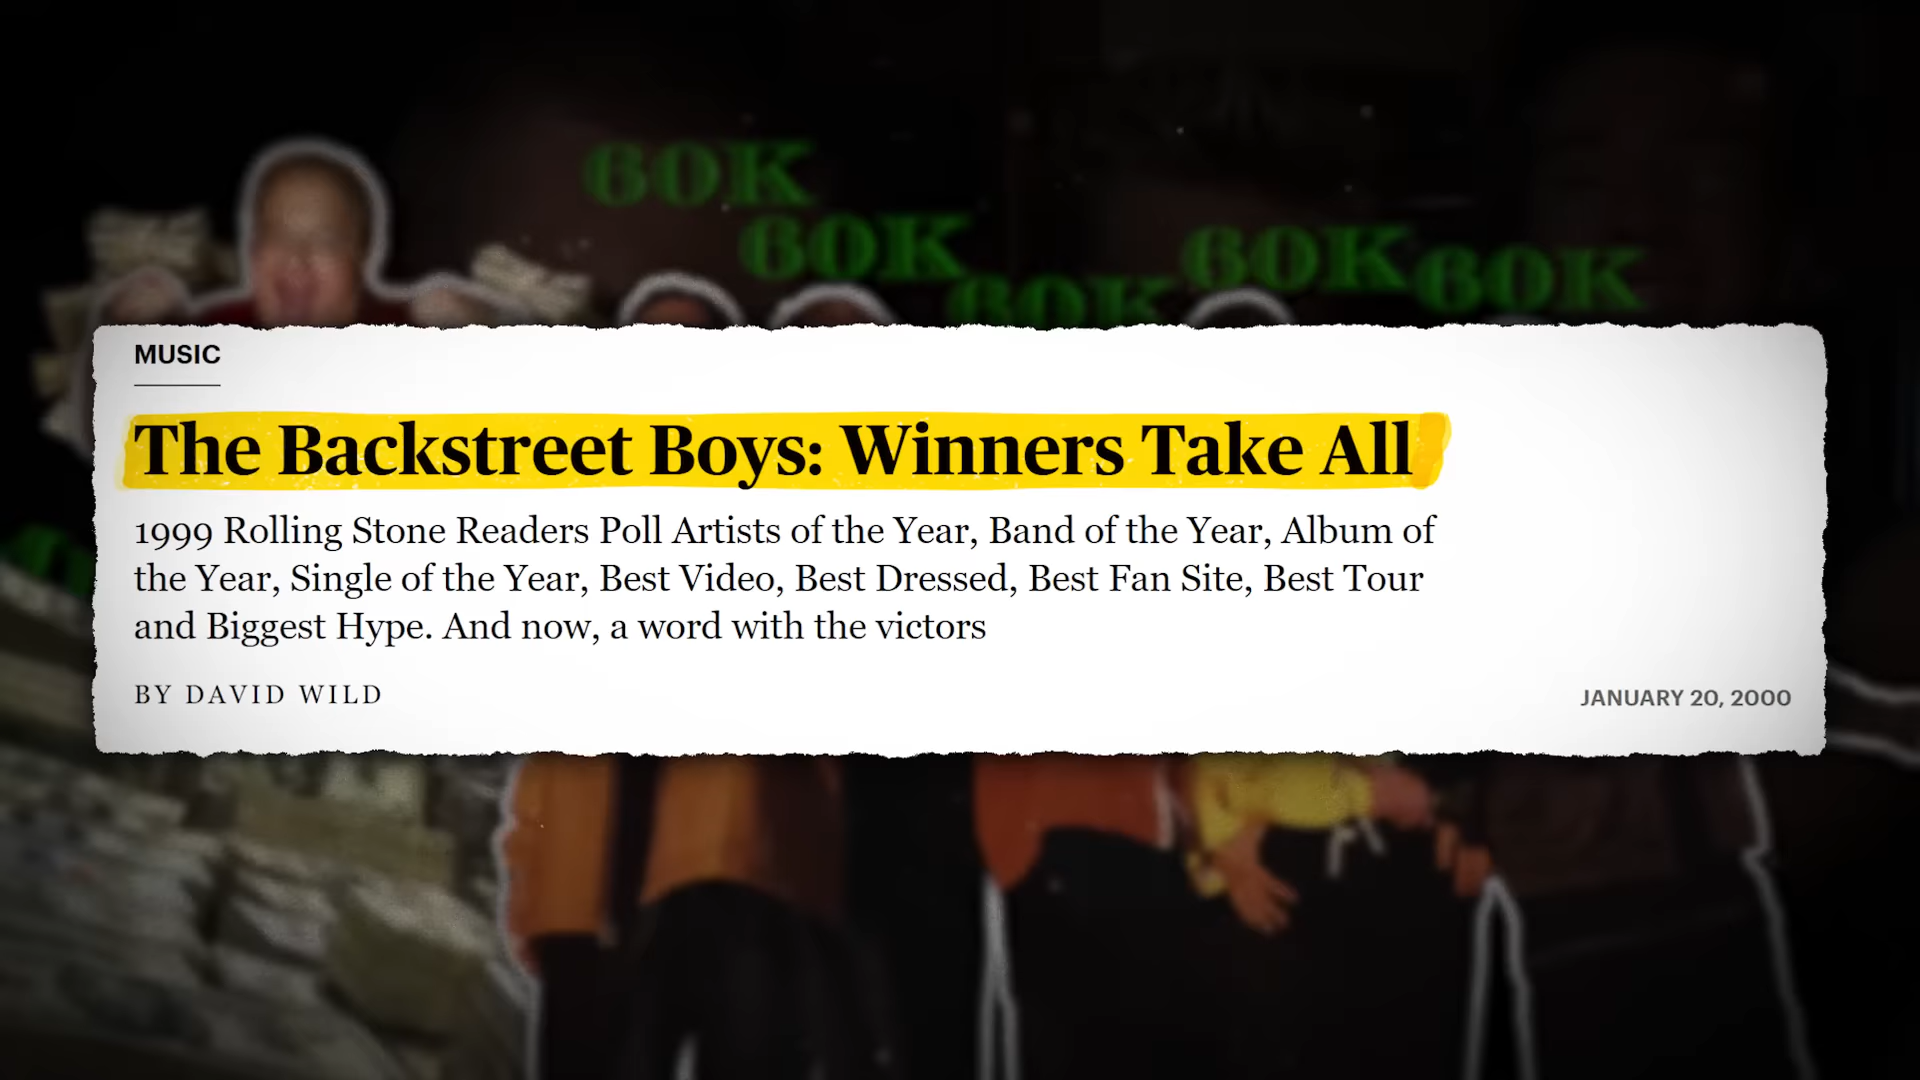 60K
60K
60K
60K
60K
MUSIC
The Backstreet Boys: Winners Take All
1999 Rolling Stone Readers Poll Artists of the Year, Band of the Year, Album of
the Year, Single of the Year, Best Video, Best Dressed, Best Fan Site, Best Tour
and Biggest Hype. And now, a word with the victors
BY DAVID WILD
JANUARY 20, 2000